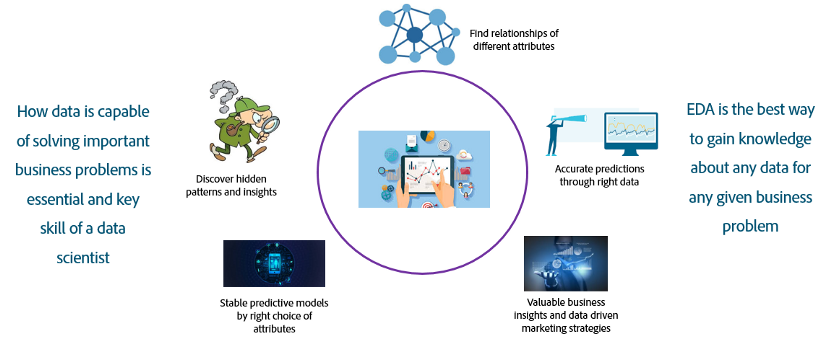 Find relationships of
different attributes
How data is capable
of solving important
business problems is
essential and key
skill of a data
scientist
Discover hidden
patterns and insights
Accurate predictions
through right data
EDA is the best way
to gain knowledge
about any data for
any given business
problem
Stable predictive models
by right choice of
attributes
Valuable business
insights and data driven
marketing strategies